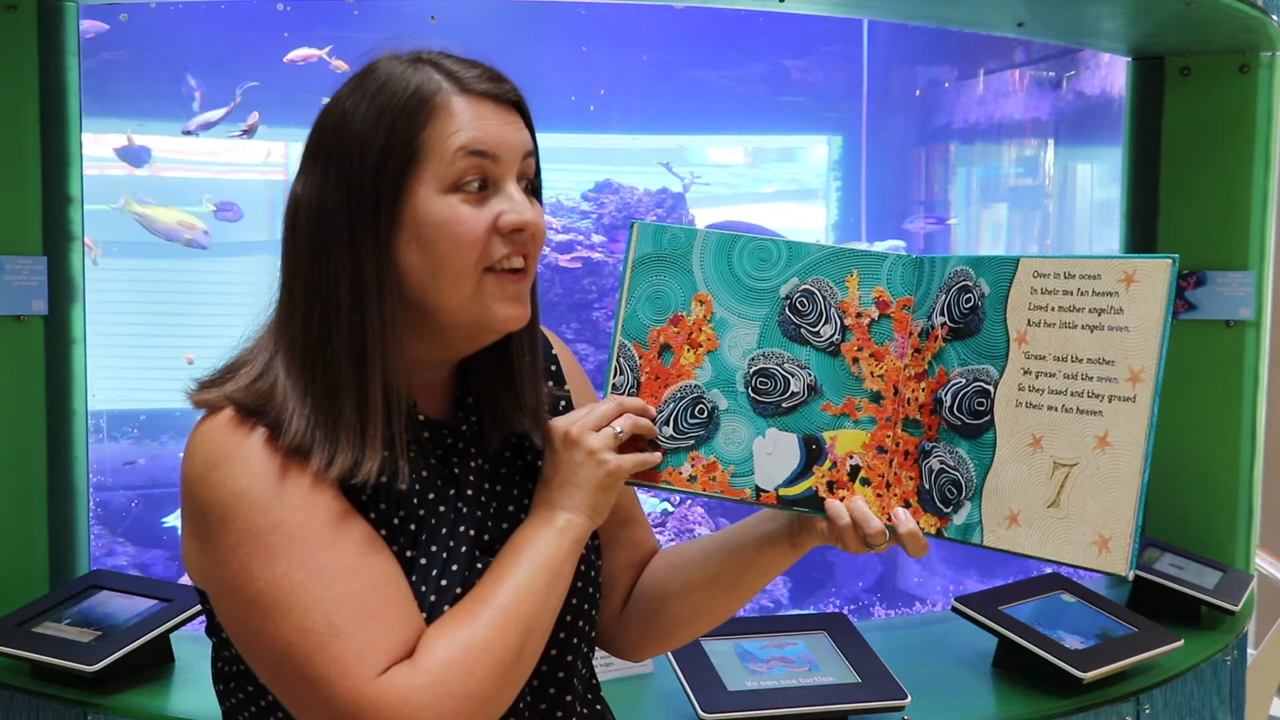 Over in the ocean
In their sea fan heaven
Lived a mother angelfish
And her little angels seven.
"Graze," said the mother.
"We graze," said the seven.
So they lazed and they grazed
In their sea fan heaven.
7
We can see turtles.